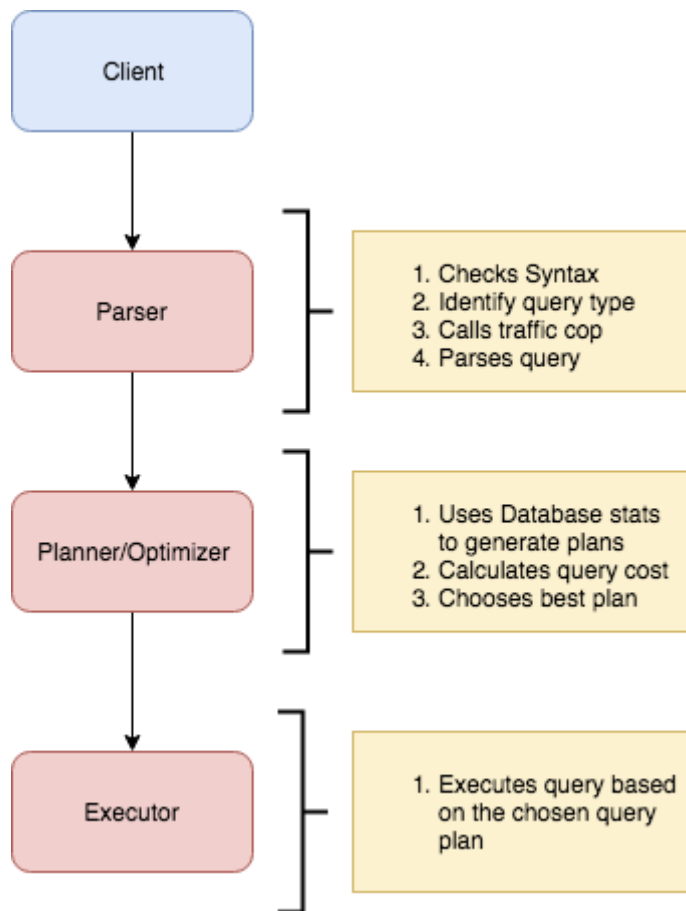 Client
Parser
1. Checks Syntax
2. Identify query type
3. Calls traffic cop
4. Parses query
Planner/Optimizer
1. Uses Database stats
to generate plans
2. Calculates query cost
3. Chooses best plan
Executor
1. Executes query based
on the chosen query
plan